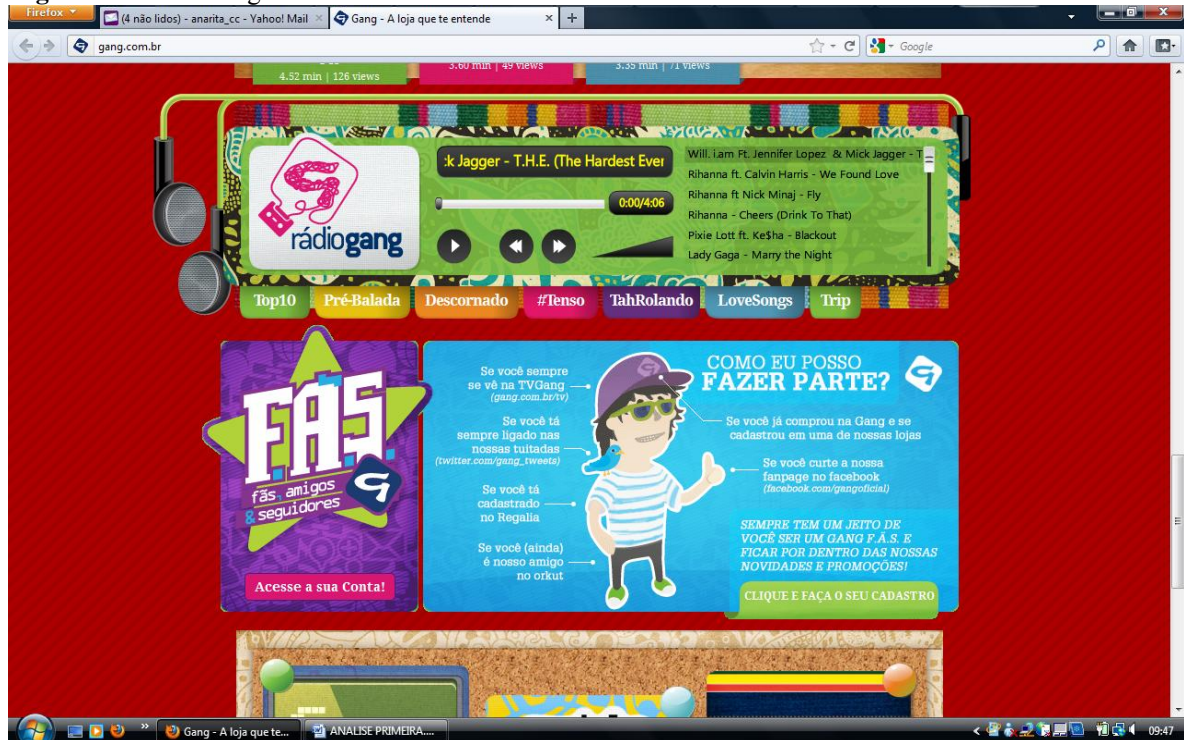 Firefox
(4 não lidos) - anarita_cc - Yahoo! Mail
Gang - A loja que te entende
gang.com.br
Google
4.52 min | 126 views
3.60 min | 49 views
3.35 min | 71 views
rádiogang
:k Jagger - T.H.E. (The Hardest Ever
0:00/4:06
Will. i am Ft. Jennifer Lopez & Mick Jagger - T
Rihanna ft. Calvin Harris - We Found Love
Rihanna ft Nick Minaj - Fly
Rihanna - Cheers (Drink To That)
Pixie Lott ft. Ke$ha - Blackout
Lady Gaga - Marry the Night
Top10
Pré-Balada
Descornado
#Tenso
TahRolando
LoveSongs
Trip
F.Ã.S.
fãs, amigos
& seguidores
Acesse a sua Conta!
Se você sempre
se vê na TVGang
(gang.com.br/tv)
Se você tá
sempre ligado nas
nossas tuitadas
(twitter.com/gang_tweets)
Se você tá
cadastrado
no Regalia
Se você (ainda)
é nosso amigo
no orkut
COMO EU POSSO
FAZER PARTE?
Se você já comprou na Gang e se
cadastrou em uma de nossas lojas
Se você curte a nossa
fanpage no facebook
(facebook.com/gangoficial)
SEMPRE TEM UM JEITO DE
VOCÊ SER UM GANG F.Ã.S. E
FICAR POR DENTRO DAS NOSSAS
NOVIDADES E PROMOÇÕES!
CLIQUE E FAÇA O SEU CADASTRO
Gang - A loja que te...
ANALISE PRIMEIRA....
09:47